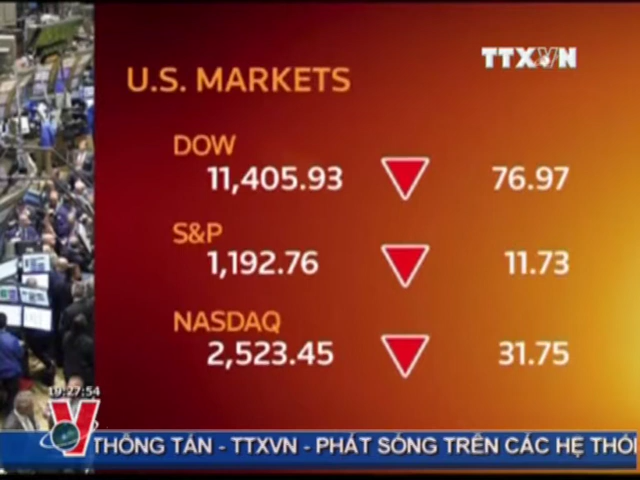 TTXVN
U.S. MARKETS
DOW
11,405.93 76.97
S&P
1,192.76 11.73
NASDAQ
2,523.45 31.75
19:27:54
V
THÔNG TẤN - TTXVN - PHÁT SÓNG TRÊN CÁC HỆ